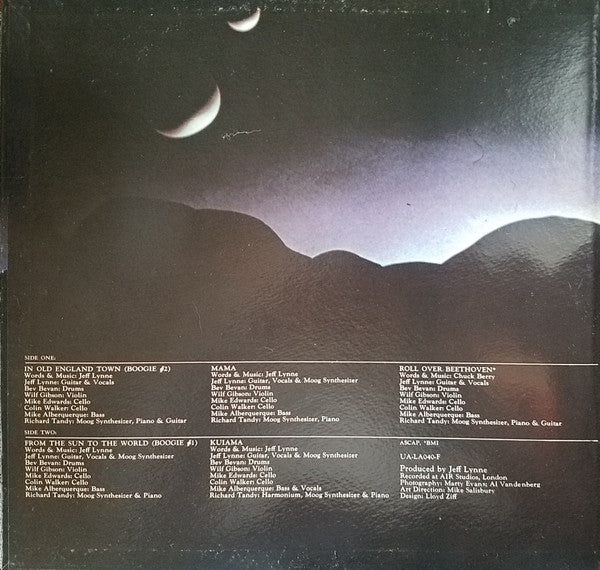 SIDE ONE:
IN OLD ENGLAND TOWN (BOOGIE #2)
Words & Music: Jeff Lynne
Jeff Lynne: Guitar & Vocals
Bev Bevan: Drums
Wilf Gibson: Violin
Mike Edwards: Cello
Colin Walker: Cello
Mike Alberquerque: Bass
Richard Tandy: Moog Synthesizer, Piano & Guitar
MAMA
Words & Music: Jeff Lynne
Jeff Lynne: Guitar, Vocals & Moog Synthesizer
Bev Bevan: Drums
Wilf Gibson: Violin
Mike Edwards: Cello
Colin Walker: Cello
Mike Alberquerque: Bass
Richard Tandy: Moog Synthesizer, Piano
ROLL OVER BEETHOVEN*
Words & Music: Chuck Berry
Jeff Lynne: Guitar & Vocals
Bev Bevan: Drums
Wilf Gibson: Violin
Mike Edwards: Cello
Colin Walker: Cello
Mike Alberquerque: Bass
Richard Tandy: Moog Synthesizer, Piano & Guitar
SIDE TWO:
FROM THE SUN TO THE WORLD (BOOGIE #1)
Words & Music: Jeff Lynne
Jeff Lynne: Guitar, Vocals & Moog Synthesizer
Bev Bevan: Drums
Wilf Gibson: Violin
Mike Edwards: Cello
Colin Walker: Cello
Mike Alberquerque: Bass
Richard Tandy: Moog Synthesizer & Piano
KUIAMA
Words & Music: Jeff Lynne
Jeff Lynne: Guitar, Vocals & Moog Synthesizer
Bev Bevan: Drums
Wilf Gibson: Violin
Mike Edwards: Cello
Colin Walker: Cello
Mike Alberquerque: Bass & Vocals
Richard Tandy: Harmonium, Moog Synthesizer & Piano
ASCAP, *BMI
UA-LA040-F
Produced by Jeff Lynne
Recorded at AIR Studios, London
Photography: Marty Evans; Al Vandenberg
Art Direction: Mike Salisbury
Design: Lloyd Ziff